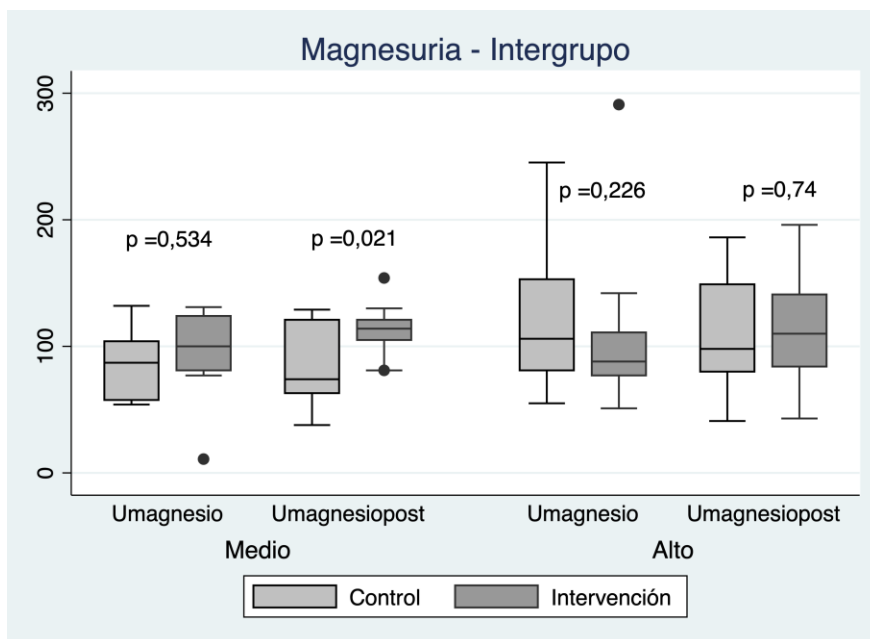 Magnesuria - Intergrupo
300
200
100
0
p =0,534
p =0,021
p =0,226
p =0,74
Umagnesio
Umagnesiopost
Umagnesio
Umagnesiopost
Medio
Alto
Control
Intervención